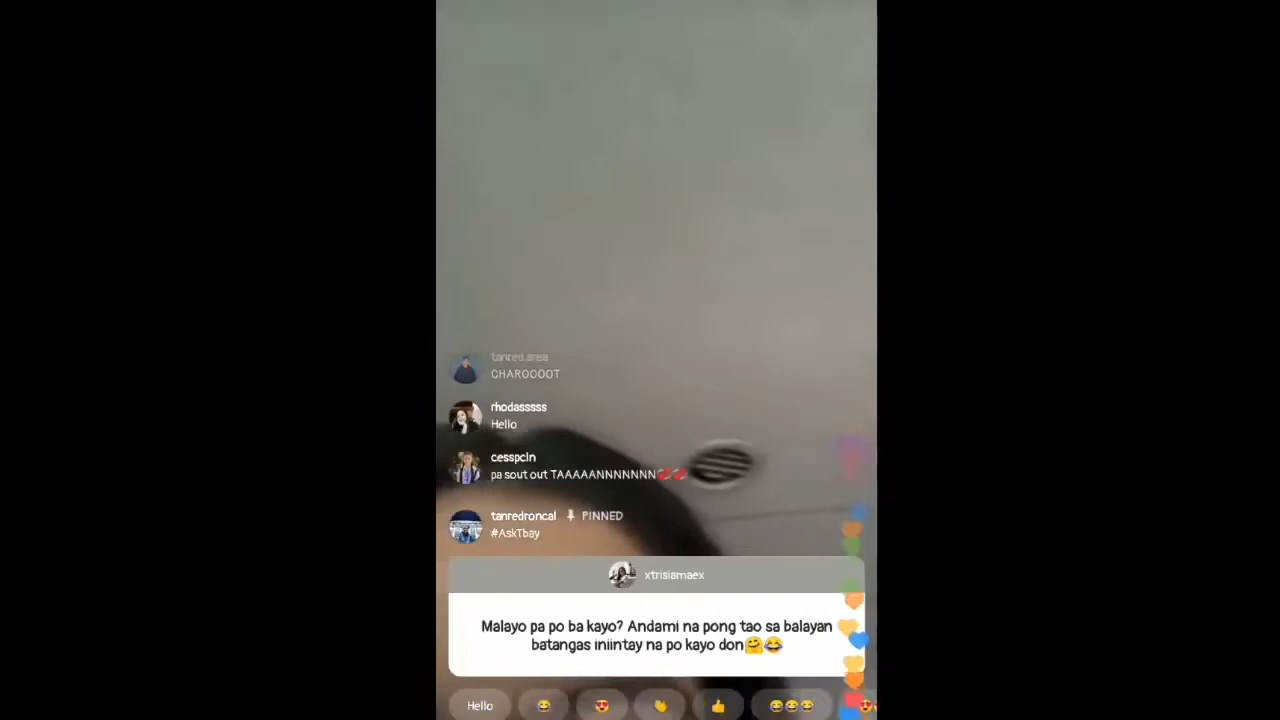 tanred.area
CHAROOOOT
rhodasssss
Hello
cesspcln
pa sout out TAAAAANNNNNNN💋💋
tanredroncal 📌 PINNED
#AskTbay
xtrisiamaex
Malayo pa po ba kayo? Andami na pong tao sa balayan
batangas iniintay na po kayo don🤗😂
Hello 😂 😍 👏 👍 😂😂😂 😍